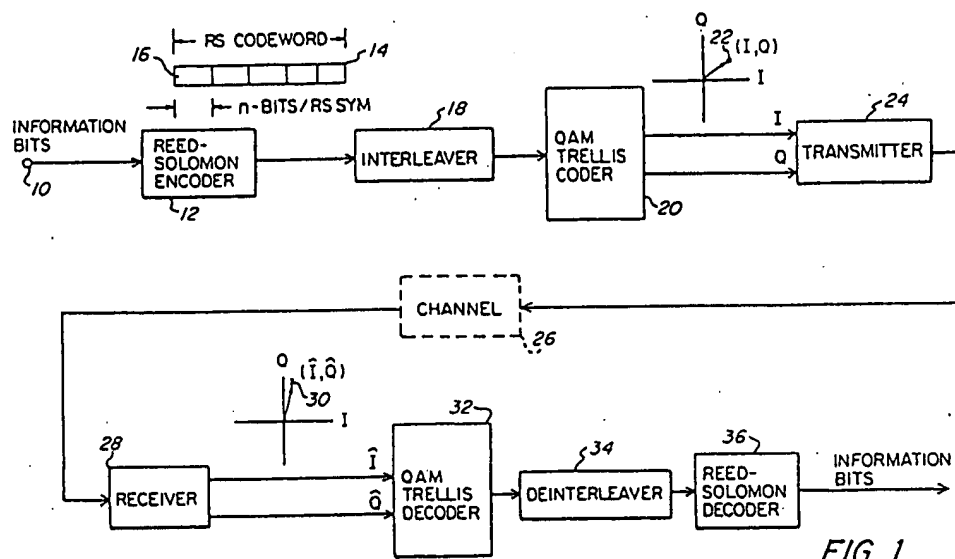 RS CODEWORD
16
14
n-BITS/RS SYM
INFORMATION
BITS
10
REED-
SOLOMON
ENCODER
12
18
INTERLEAVER
QAM
TRELLIS
CODER
20
Q
22
(I,Q)
I
I
Q
24
TRANSMITTER
CHANNEL
26
Q
(Î,Q̂)
30
I
28
RECEIVER
Î
Q̂
32
QAM
TRELLIS
DECODER
34
DEINTERLEAVER
36
REED-
SOLOMON
DECODER
INFORMATION
BITS
FIG. 1